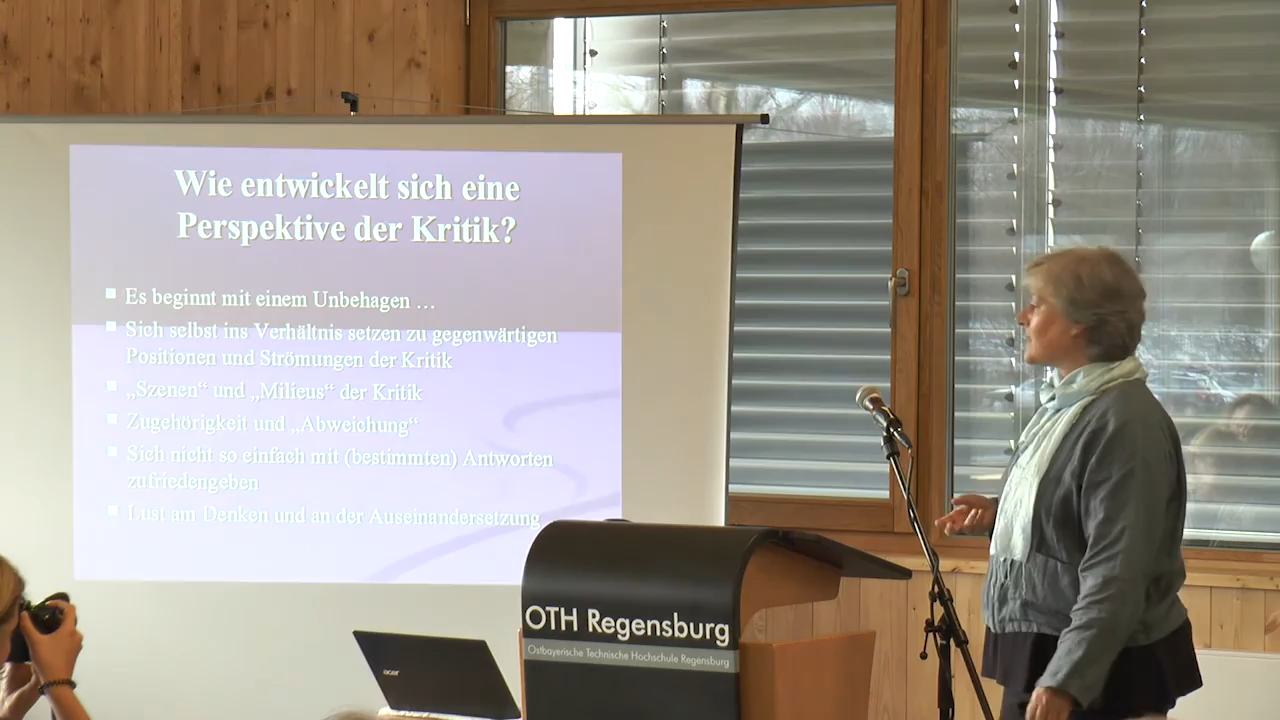 Wie entwickelt sich eine
Perspektive der Kritik?
Es beginnt mit einem Unbehagen …
Sich selbst ins Verhältnis setzen zu gegenwärtigen
Positionen und Strömungen der Kritik
„Szenen“ und „Milieus“ der Kritik
Zugehörigkeit und „Abweichung“
Sich nicht so einfach mit (bestimmten) Antworten
zufriedengeben
Lust am Denken und an der Auseinandersetzung
OTH Regensburg
Ostbayerische Technische Hochschule Regensburg
acer